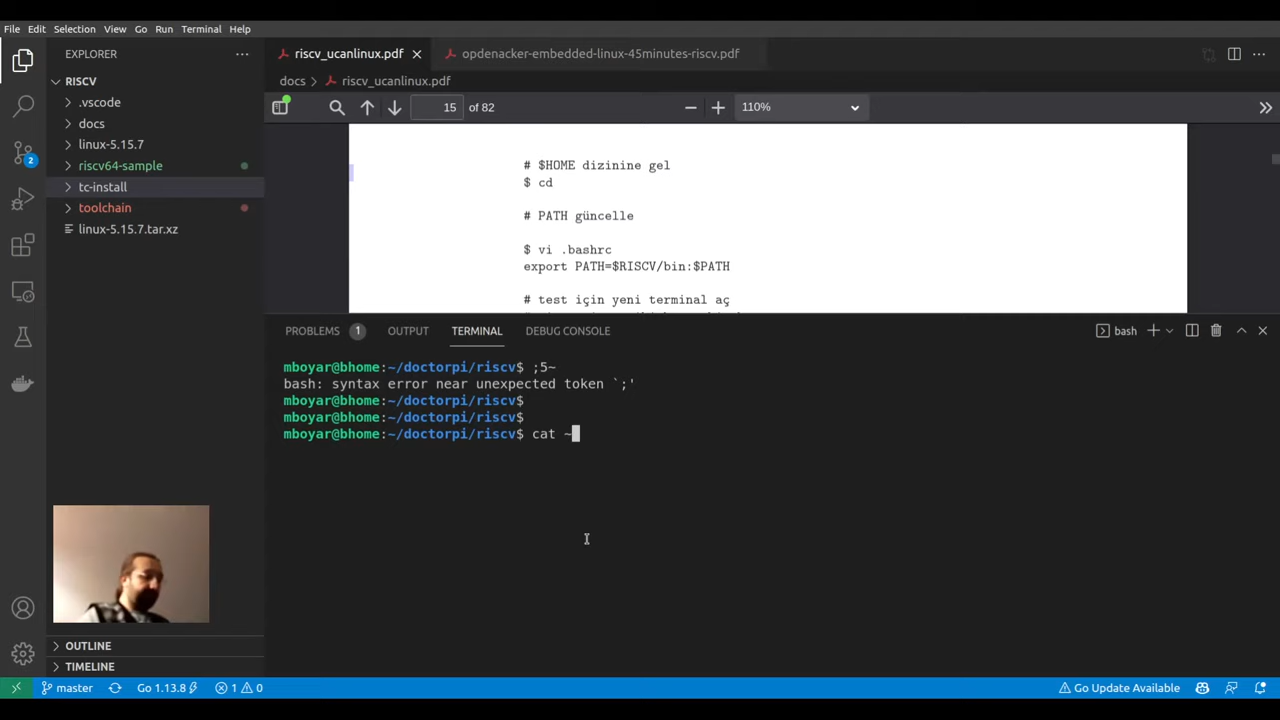 File Edit Selection View Go Run Terminal Help
EXPLORER
RISCV
.vscode
docs
linux-5.15.7
riscv64-sample
tc-install
toolchain
linux-5.15.7.tar.xz
OUTLINE
TIMELINE
riscv_ucanlinux.pdf opdenacker-embedded-linux-45minutes-riscv.pdf
docs riscv_ucanlinux.pdf
15 of 82 110%
# $HOME dizinine gel
$ cd
# PATH güncelle
$ vi .bashrc
export PATH=$RISCV/bin:$PATH
# test için yeni terminal aç
PROBLEMS 1 OUTPUT TERMINAL DEBUG CONSOLE bash
mboyar@bhome:~/doctorpi/riscv$ ;5~
bash: syntax error near unexpected token `;'
mboyar@bhome:~/doctorpi/riscv$
mboyar@bhome:~/doctorpi/riscv$
mboyar@bhome:~/doctorpi/riscv$ cat ~
2
master Go 1.13.8 1 0 Go Update Available